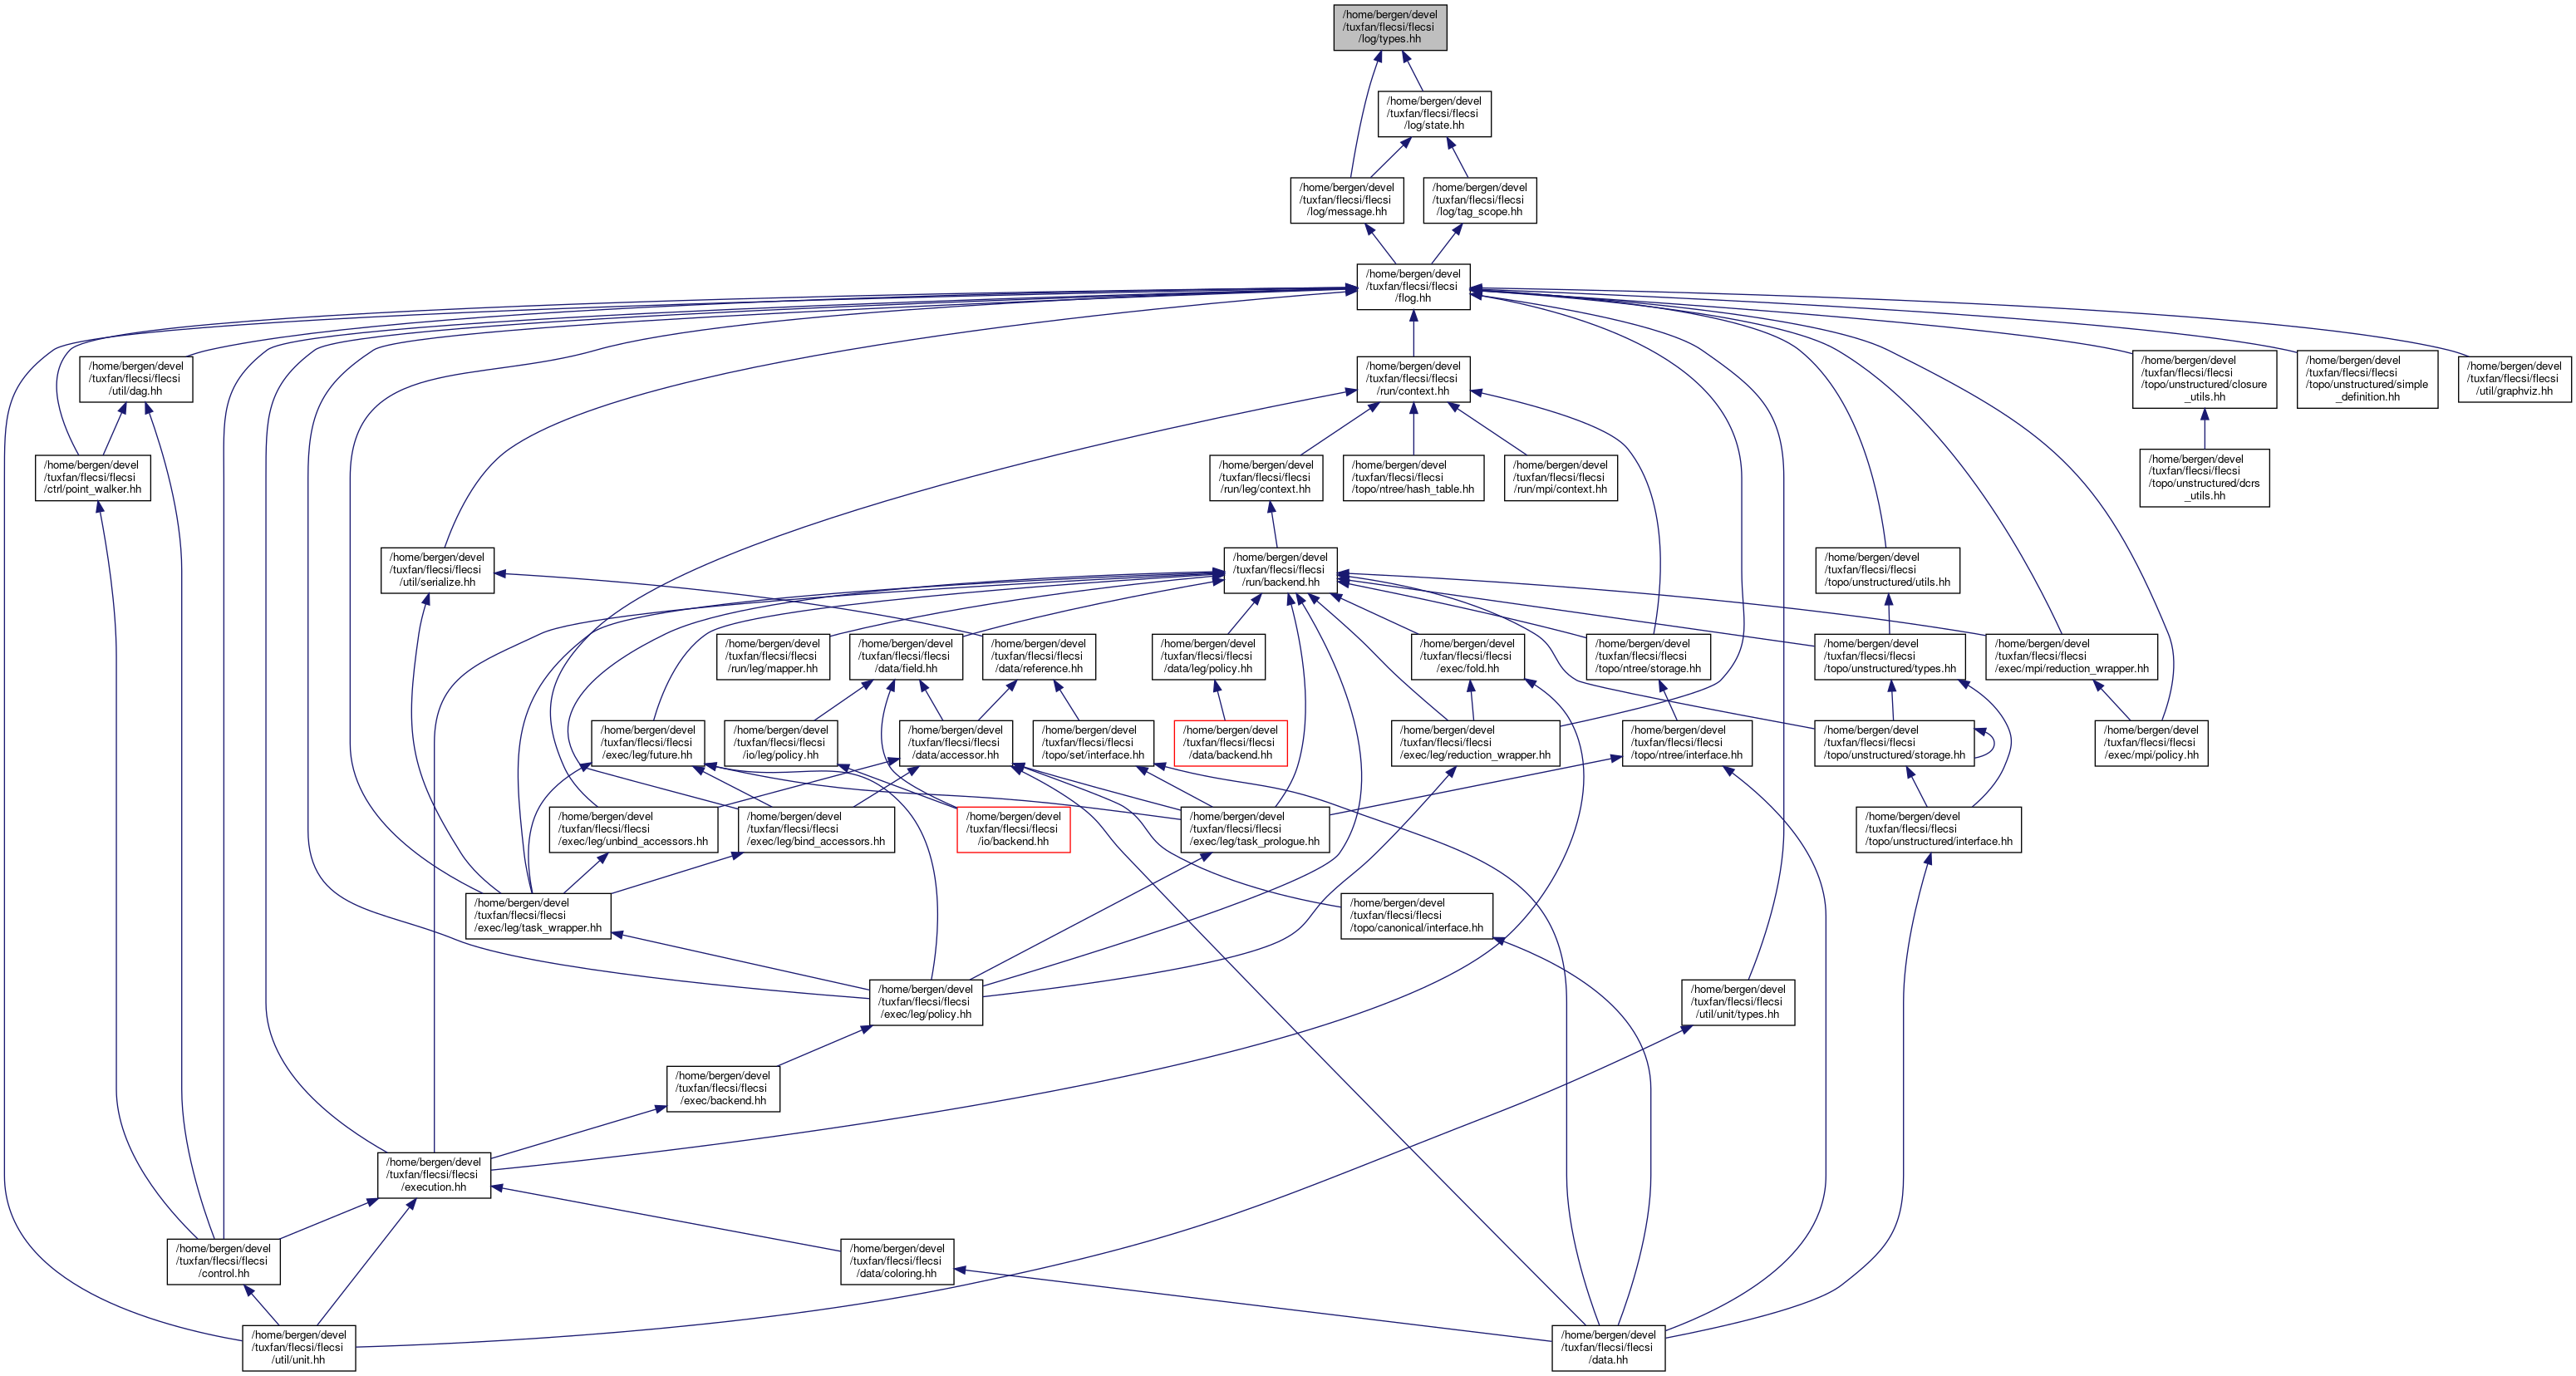 /home/bergen/devel
/tuxfan/flecsi/flecsi
/log/types.hh
/home/bergen/devel
/tuxfan/flecsi/flecsi
/log/state.hh
/home/bergen/devel
/tuxfan/flecsi/flecsi
/log/message.hh
/home/bergen/devel
/tuxfan/flecsi/flecsi
/log/tag_scope.hh
/home/bergen/devel
/tuxfan/flecsi/flecsi
/flog.hh
/home/bergen/devel
/tuxfan/flecsi/flecsi
/util/dag.hh
/home/bergen/devel
/tuxfan/flecsi/flecsi
/run/context.hh
/home/bergen/devel
/tuxfan/flecsi/flecsi
/topo/unstructured/closure
_utils.hh
/home/bergen/devel
/tuxfan/flecsi/flecsi
/topo/unstructured/simple
_definition.hh
/home/bergen/devel
/tuxfan/flecsi/flecsi
/util/graphviz.hh
/home/bergen/devel
/tuxfan/flecsi/flecsi
/ctrl/point_walker.hh
/home/bergen/devel
/tuxfan/flecsi/flecsi
/run/leg/context.hh
/home/bergen/devel
/tuxfan/flecsi/flecsi
/topo/ntree/hash_table.hh
/home/bergen/devel
/tuxfan/flecsi/flecsi
/run/mpi/context.hh
/home/bergen/devel
/tuxfan/flecsi/flecsi
/topo/unstructured/dcrs
_utils.hh
/home/bergen/devel
/tuxfan/flecsi/flecsi
/util/serialize.hh
/home/bergen/devel
/tuxfan/flecsi/flecsi
/run/backend.hh
/home/bergen/devel
/tuxfan/flecsi/flecsi
/topo/unstructured/utils.hh
/home/bergen/devel
/tuxfan/flecsi/flecsi
/run/leg/mapper.hh
/home/bergen/devel
/tuxfan/flecsi/flecsi
/data/field.hh
/home/bergen/devel
/tuxfan/flecsi/flecsi
/data/reference.hh
/home/bergen/devel
/tuxfan/flecsi/flecsi
/data/leg/policy.hh
/home/bergen/devel
/tuxfan/flecsi/flecsi
/exec/fold.hh
/home/bergen/devel
/tuxfan/flecsi/flecsi
/topo/ntree/storage.hh
/home/bergen/devel
/tuxfan/flecsi/flecsi
/topo/unstructured/types.hh
/home/bergen/devel
/tuxfan/flecsi/flecsi
/exec/mpi/reduction_wrapper.hh
/home/bergen/devel
/tuxfan/flecsi/flecsi
/exec/leg/future.hh
/home/bergen/devel
/tuxfan/flecsi/flecsi
/io/leg/policy.hh
/home/bergen/devel
/tuxfan/flecsi/flecsi
/data/accessor.hh
/home/bergen/devel
/tuxfan/flecsi/flecsi
/topo/set/interface.hh
/home/bergen/devel
/tuxfan/flecsi/flecsi
/data/backend.hh
/home/bergen/devel
/tuxfan/flecsi/flecsi
/exec/leg/reduction_wrapper.hh
/home/bergen/devel
/tuxfan/flecsi/flecsi
/topo/ntree/interface.hh
/home/bergen/devel
/tuxfan/flecsi/flecsi
/topo/unstructured/storage.hh
/home/bergen/devel
/tuxfan/flecsi/flecsi
/exec/mpi/policy.hh
/home/bergen/devel
/tuxfan/flecsi/flecsi
/exec/leg/unbind_accessors.hh
/home/bergen/devel
/tuxfan/flecsi/flecsi
/exec/leg/bind_accessors.hh
/home/bergen/devel
/tuxfan/flecsi/flecsi
/io/backend.hh
/home/bergen/devel
/tuxfan/flecsi/flecsi
/exec/leg/task_prologue.hh
/home/bergen/devel
/tuxfan/flecsi/flecsi
/topo/unstructured/interface.hh
/home/bergen/devel
/tuxfan/flecsi/flecsi
/exec/leg/task_wrapper.hh
/home/bergen/devel
/tuxfan/flecsi/flecsi
/topo/canonical/interface.hh
/home/bergen/devel
/tuxfan/flecsi/flecsi
/exec/leg/policy.hh
/home/bergen/devel
/tuxfan/flecsi/flecsi
/util/unit/types.hh
/home/bergen/devel
/tuxfan/flecsi/flecsi
/exec/backend.hh
/home/bergen/devel
/tuxfan/flecsi/flecsi
/execution.hh
/home/bergen/devel
/tuxfan/flecsi/flecsi
/control.hh
/home/bergen/devel
/tuxfan/flecsi/flecsi
/data/coloring.hh
/home/bergen/devel
/tuxfan/flecsi/flecsi
/util/unit.hh
/home/bergen/devel
/tuxfan/flecsi/flecsi
/data.hh